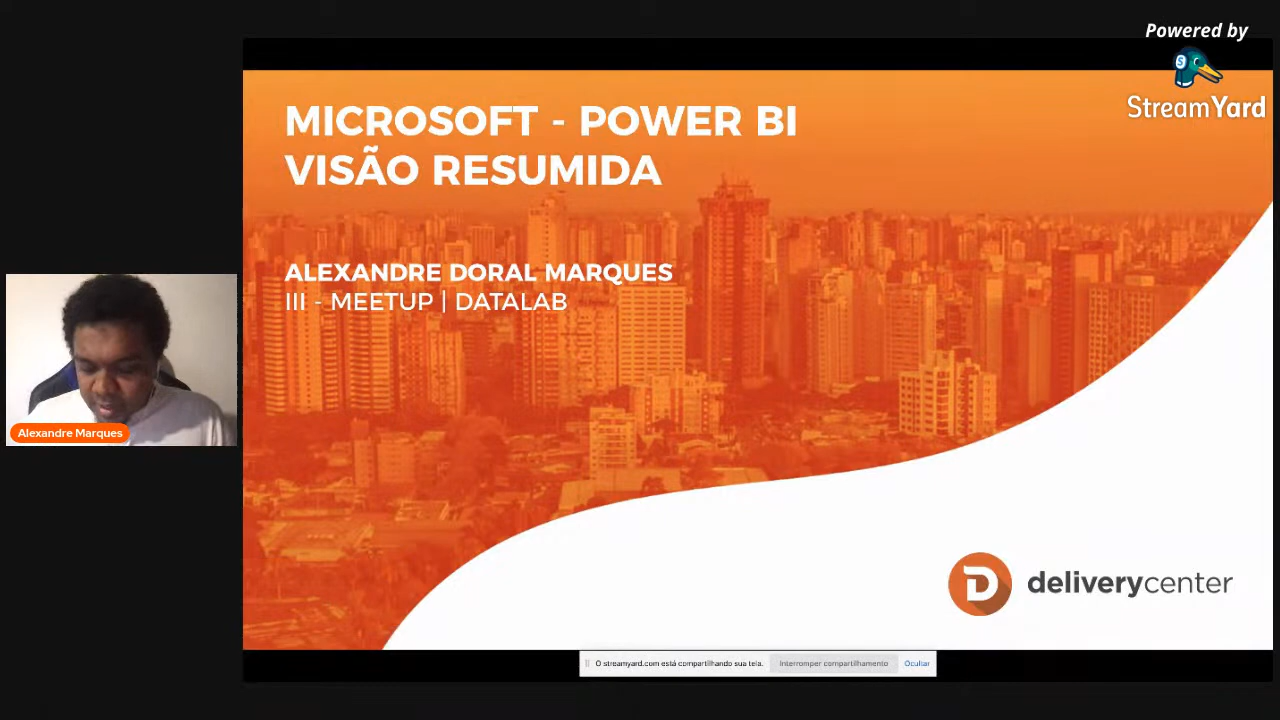 Powered by
StreamYard
MICROSOFT - POWER BI
VISÃO RESUMIDA
ALEXANDRE DORAL MARQUES
III - MEETUP | DATALAB
Alexandre Marques
deliverycenter
O streamyard.com está compartilhando sua tela. Interromper compartilhamento Ocultar